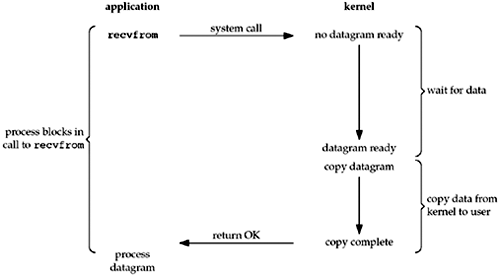 application
kernel
recvfrom
system call
no datagram ready
wait for data
process blocks in
call to recvfrom
datagram ready
copy datagram
copy data from
kernel to user
return OK
copy complete
process
datagram